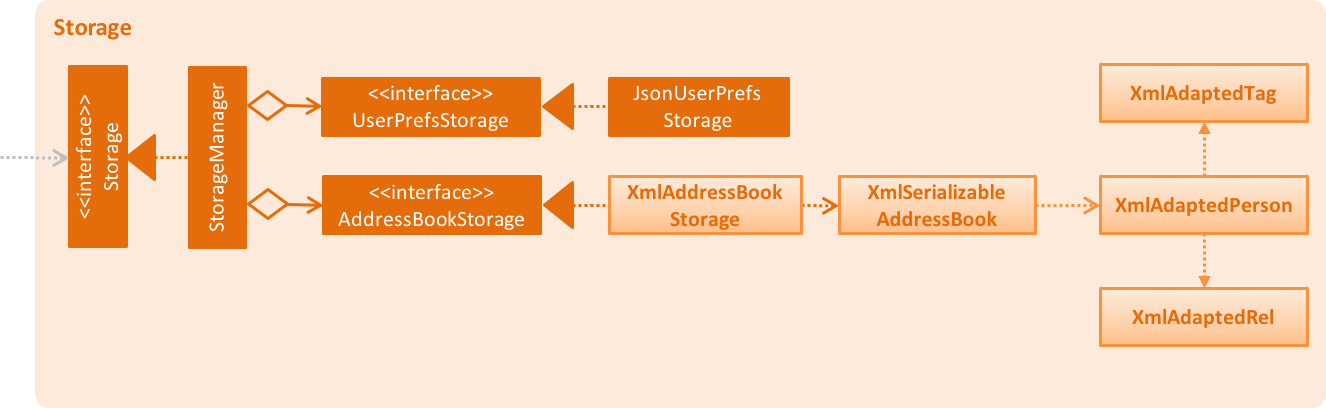 Storage
<<interface>>
Storage
StorageManager
<<interface>>
UserPrefsStorage
JsonUserPrefs
Storage
<<interface>>
AddressBookStorage
XmlAddressBook
Storage
XmlSerializable
AddressBook
XmlAdaptedTag
XmlAdaptedPerson
XmlAdaptedRel